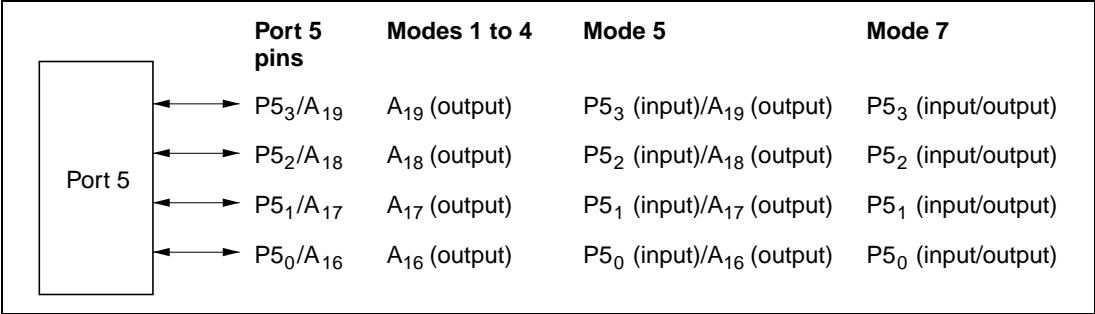 Port 5 pins Modes 1 to 4 Mode 5 Mode 7
P5₃/A₁₉ A₁₉ (output) P5₃ (input)/A₁₉ (output) P5₃ (input/output)
P5₂/A₁₈ A₁₈ (output) P5₂ (input)/A₁₈ (output) P5₂ (input/output)
Port 5
P5₁/A₁₇ A₁₇ (output) P5₁ (input)/A₁₇ (output) P5₁ (input/output)
P5₀/A₁₆ A₁₆ (output) P5₀ (input)/A₁₆ (output) P5₀ (input/output)